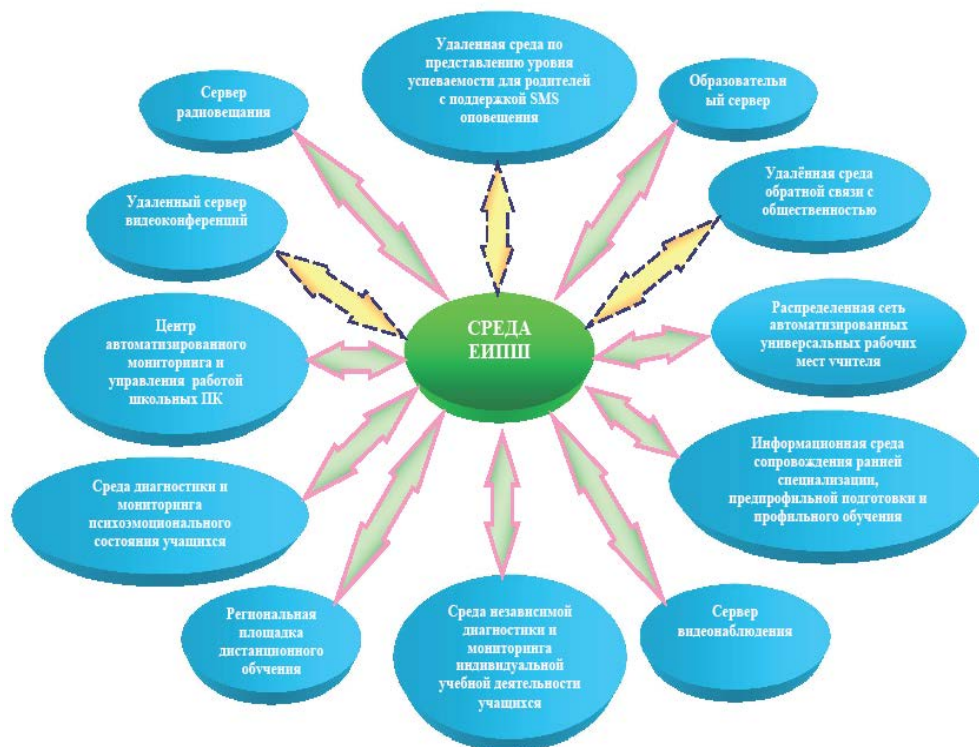 Удаленная среда по
представлению уровня
успеваемости для родителей
с поддержкой SMS
оповещения
Сервер
радиовещания
Образовательн
ый сервер
Удаленный сервер
видеоконференций
Удалённая среда
обратной связи с
общественностью
СРЕДА
ЕИПШ
Центр
автоматизированного
мониторинга и
управления работой
школьных ПК
Распределенная сеть
автоматизированных
универсальных рабочих
мест учителя
Среда диагностики и
мониторинга
психоэмоционального
состояния учащихся
Информационная среда
сопровождения ранней
специализации,
предпрофильной подготовки и
профильного обучения
Региональная
площадка
дистанционного
обучения
Среда независимой
диагностики и
мониторинга
индивидуальной
учебной деятельности
учащихся
Сервер
видеонаблюдения